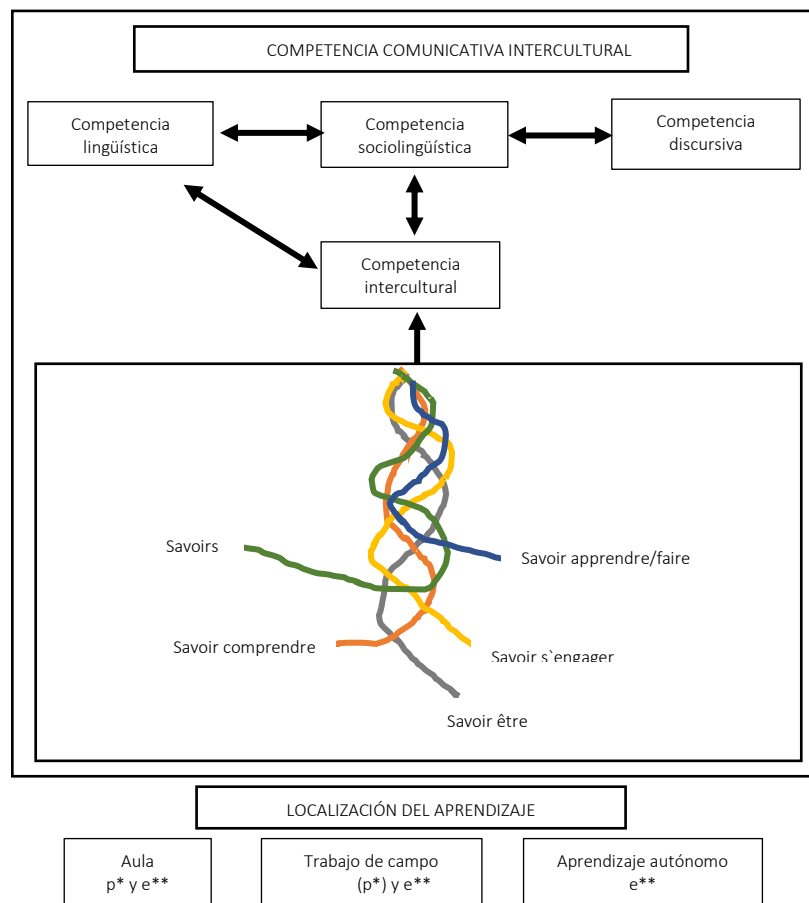 COMPETENCIA COMUNICATIVA INTERCULTURAL
Competencia
lingüística
Competencia
sociolingüística
Competencia
discursiva
Competencia
intercultural
Savoirs
Savoir apprendre/faire
Savoir comprendre
Savoir s`engager
Savoir être
LOCALIZACIÓN DEL APRENDIZAJE
Aula
p* y e**
Trabajo de campo
(p*) y e**
Aprendizaje autónomo
e**